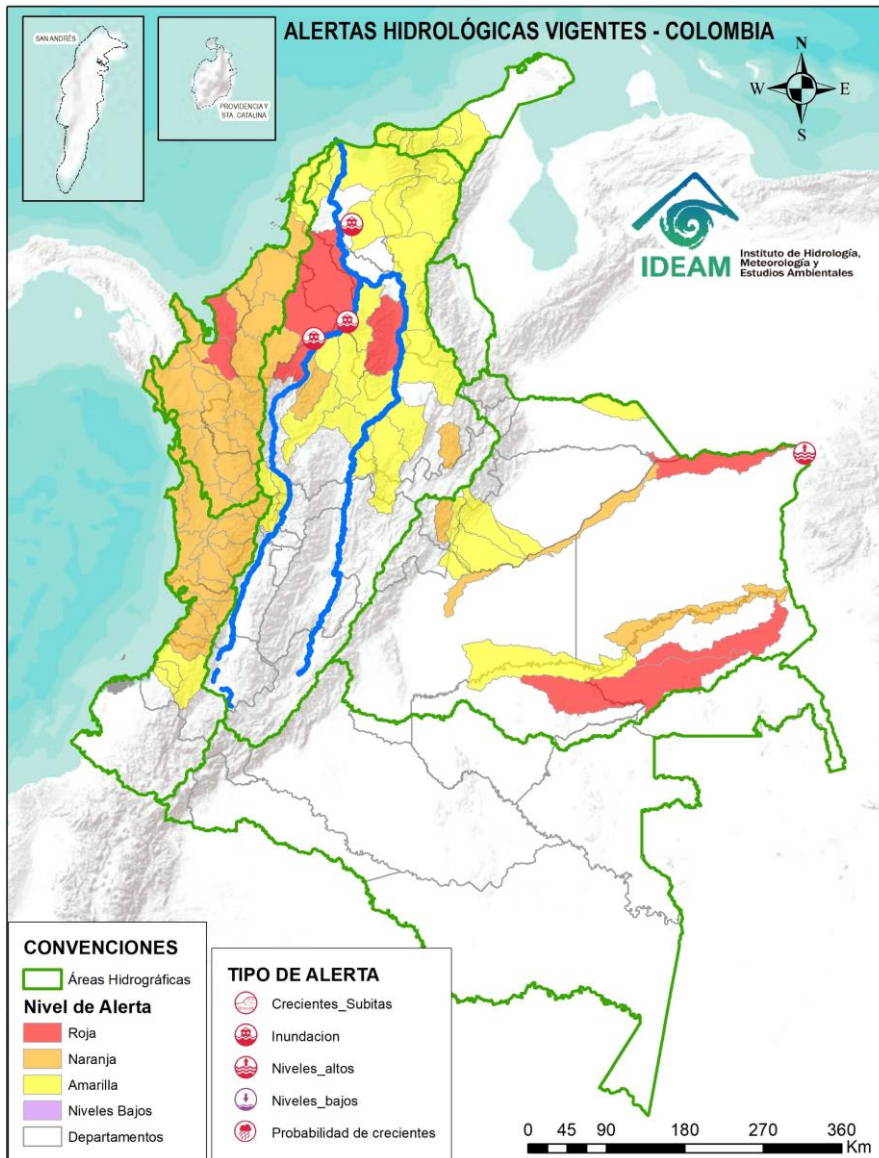 ALERTAS HIDROLÓGICAS VIGENTES - COLOMBIA
SAN ANDRÉS
PROVIDENCIA Y
STA. CATALINA
N
W
E
S
IDEAM
Instituto de Hidrología,
Meteorología y
Estudios Ambientales
CONVENCIONES
Áreas Hidrográficas
Nivel de Alerta
Roja
Naranja
Amarilla
Niveles Bajos
Departamentos
TIPO DE ALERTA
Crecientes_Subitas
Inundacion
Niveles_altos
Niveles_bajos
Probabilidad de crecientes
0 45 90 180 270 360
Km